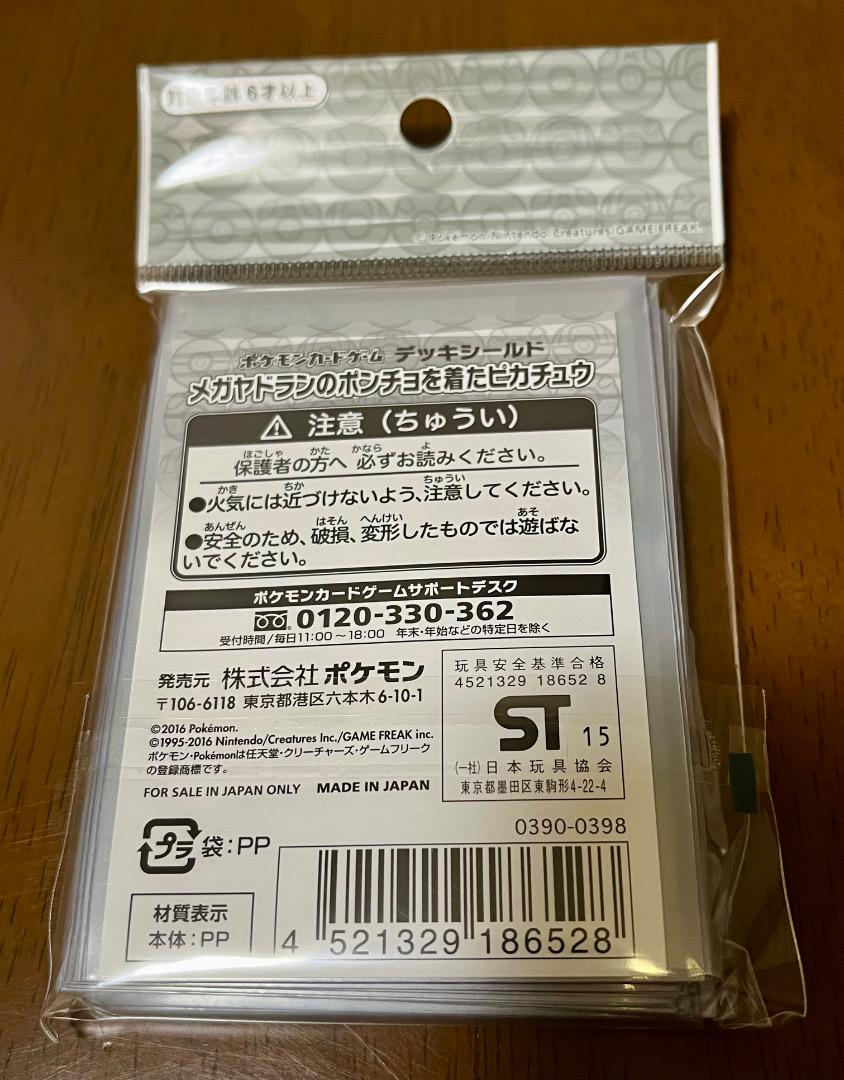 対象年齢 6才以上
© Pokémon/Nintendo/Creatures/GAME FREAK.
ポケモンカードゲーム デッキシールド
メガヤドランのポンチョを着たピカチュウ
注意（ちゅうい）
保護者の方へ 必ずお読みください。
●火気には近づけないよう、注意してください。
●安全のため、破損、変形したものでは遊ばな
いでください。
ポケモンカードゲームサポートデスク
0120-330-362
受付時間/毎日11:00～18:00 年末・年始などの特定日を除く
発売元 株式会社 ポケモン
〒106-6118 東京都港区六本木6-10-1
©2016 Pokémon.
©1995-2016 Nintendo/Creatures Inc./GAME FREAK inc.
ポケモン・Pokémonは任天堂・クリーチャーズ・ゲームフリーク
の登録商標です。
FOR SALE IN JAPAN ONLY MADE IN JAPAN
玩具安全基準合格
4521329 18652 8
ST 15
(一社)日本玩具協会
東京都墨田区東駒形4-22-4
0390-0398
プラ 袋:PP
材質表示
本体:PP
4 521329 186528